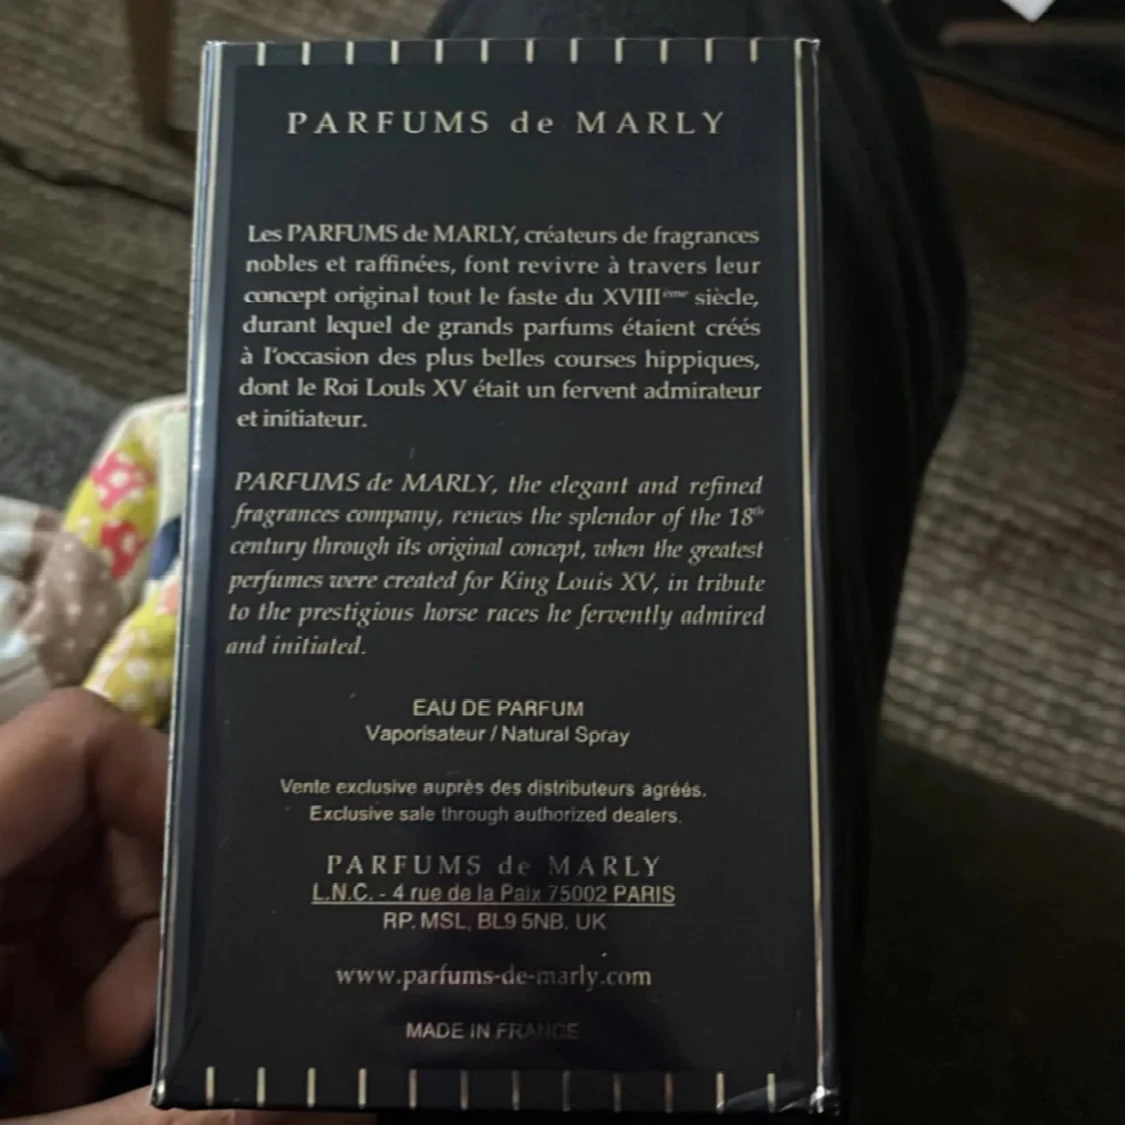 PARFUMS de MARLY
Les PARFUMS de MARLY, créateurs de fragrances
nobles et raffinées, font revivre à travers leur
concept original tout le faste du XVIIIème siècle,
durant lequel de grands parfums étaient créés
à l'occasion des plus belles courses hippiques,
dont le Roi Louls XV était un fervent admirateur
et initiateur.
PARFUMS de MARLY, the elegant and refined
fragrances company, renews the splendor of the 18th
century through its original concept, when the greatest
perfumes were created for King Louis XV, in tribute
to the prestigious horse races he fervently admired
and initiated.
EAU DE PARFUM
Vaporisateur / Natural Spray
Vente exclusive auprès des distributeurs agréés.
Exclusive sale through authorized dealers.
PARFUMS de MARLY
L.N.C. - 4 rue de la Paix 75002 PARIS
RP. MSL, BL9 5NB. UK
www.parfums-de-marly.com
MADE IN FRANCE